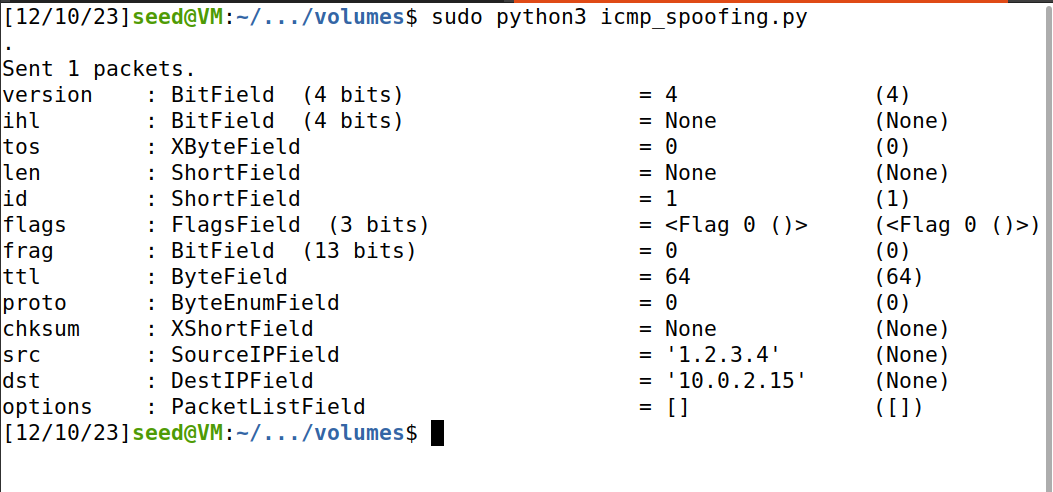 [12/10/23]seed@VM:~/.../volumes$ sudo python3 icmp_spoofing.py
.
Sent 1 packets.
version    : BitField  (4 bits)                  = 4               (4)
ihl        : BitField  (4 bits)                  = None            (None)
tos        : XByteField                          = 0               (0)
len        : ShortField                          = None            (None)
id         : ShortField                          = 1               (1)
flags      : FlagsField  (3 bits)                = <Flag 0 ()>     (<Flag 0 ()>)
frag       : BitField  (13 bits)                 = 0               (0)
ttl        : ByteField                           = 64              (64)
proto      : ByteEnumField                       = 0               (0)
chksum     : XShortField                         = None            (None)
src        : SourceIPField                       = '1.2.3.4'       (None)
dst        : DestIPField                         = '10.0.2.15'     (None)
options    : PacketListField                     = []              ([])
[12/10/23]seed@VM:~/.../volumes$